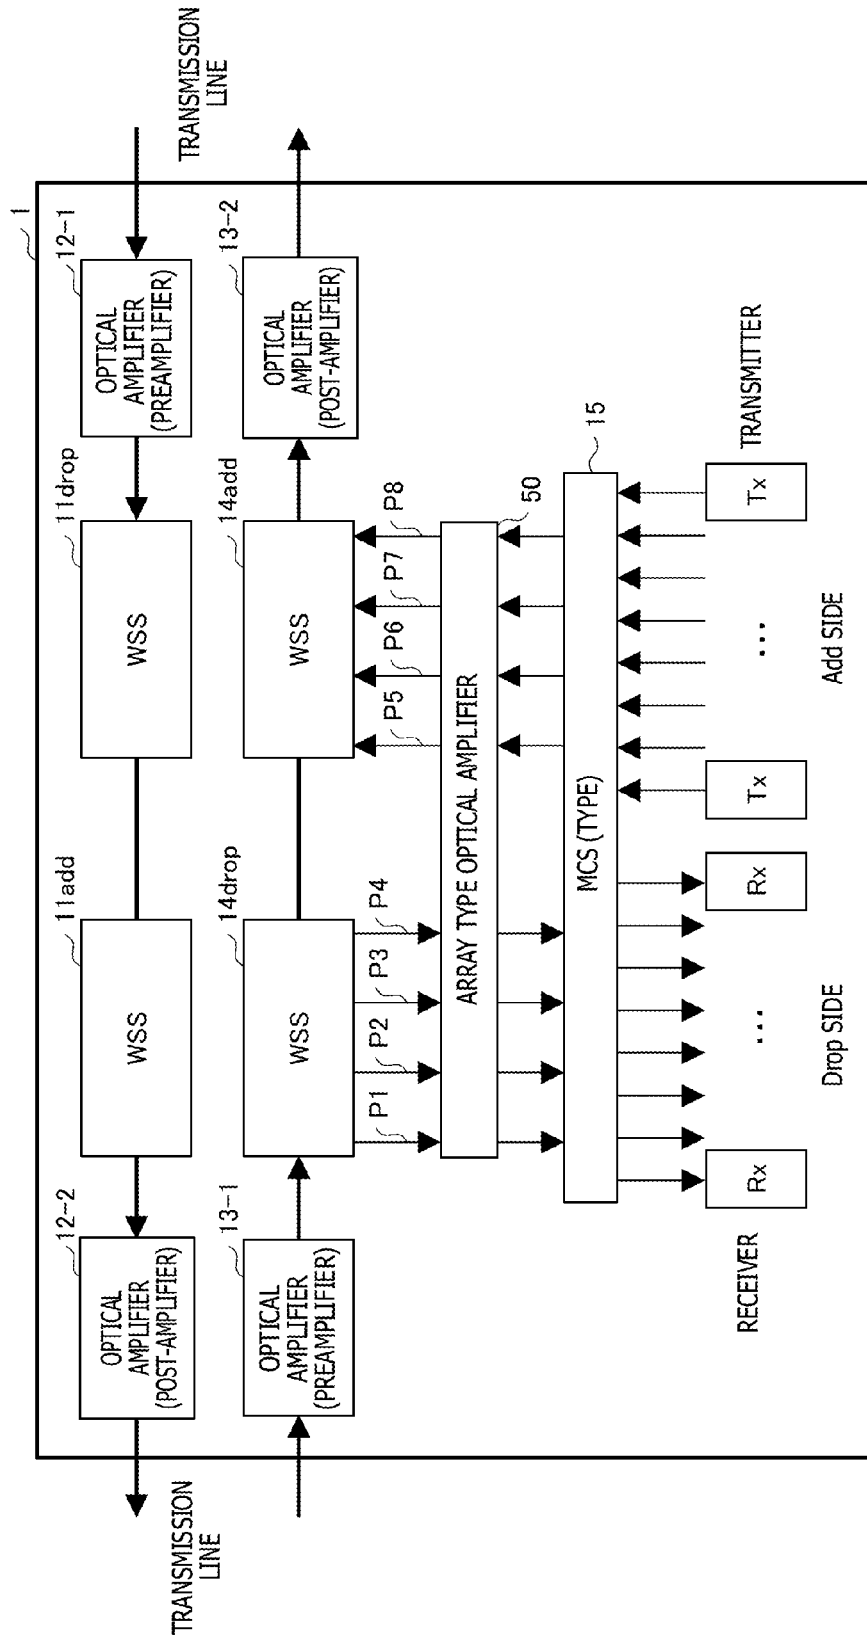 1
TRANSMISSION
LINE
12-2
OPTICAL
AMPLIFIER
(POST-AMPLIFIER)
11add
WSS
11drop
WSS
12-1
OPTICAL
AMPLIFIER
(PREAMPLIFIER)
TRANSMISSION
LINE
13-1
OPTICAL
AMPLIFIER
(PREAMPLIFIER)
14drop
WSS
14add
WSS
13-2
OPTICAL
AMPLIFIER
(POST-AMPLIFIER)
P1
P2
P3
P4
P5
P6
P7
P8
ARRAY TYPE OPTICAL AMPLIFIER
50
MCS (TYPE)
15
RECEIVER
Rx
...
Rx
Tx
...
Tx
TRANSMITTER
Drop SIDE
Add SIDE